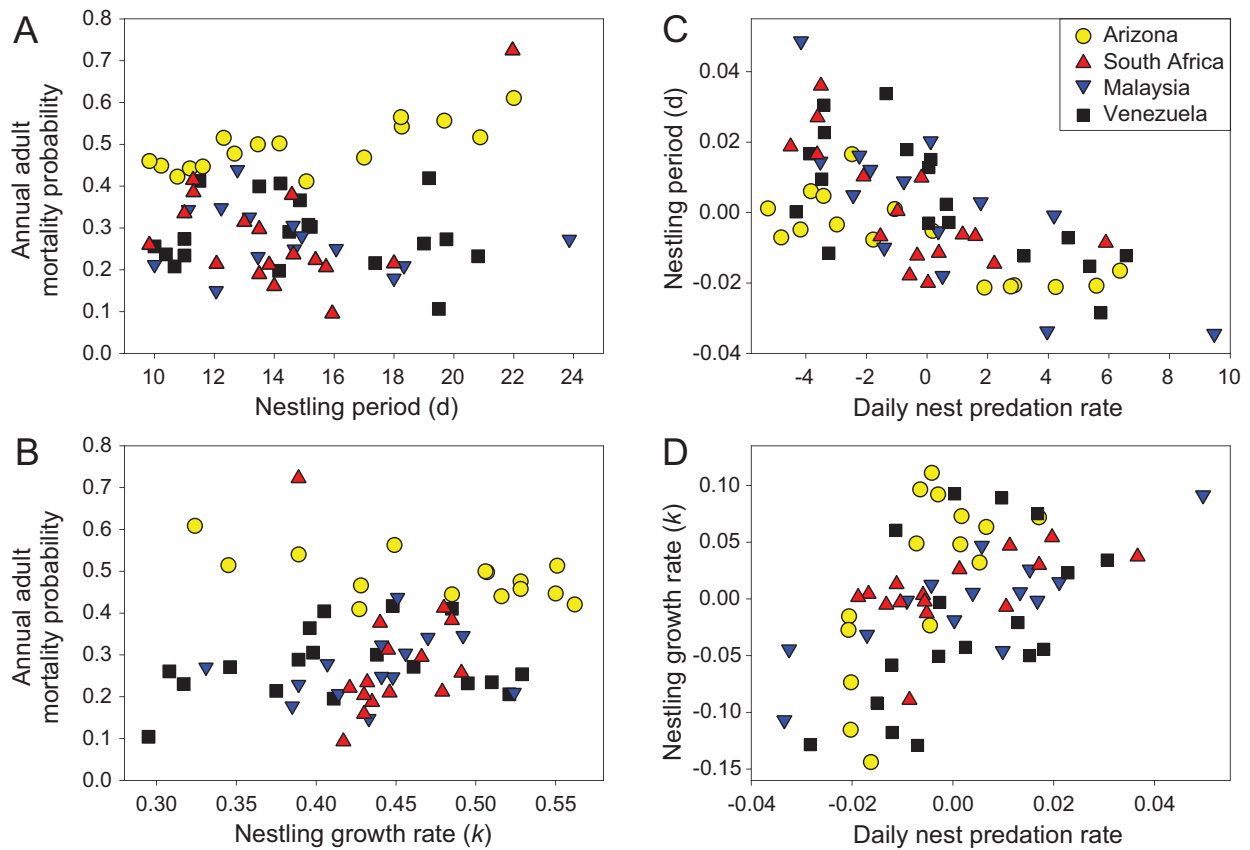 A
Annual adult
mortality probability
0.8
0.7
0.6
0.5
0.4
0.3
0.2
0.1
0.0
10 12 14 16 18 20 22 24
Nestling period (d)
B
Annual adult
mortality probability
0.8
0.7
0.6
0.5
0.4
0.3
0.2
0.1
0.0
0.30 0.35 0.40 0.45 0.50 0.55
Nestling growth rate (k)
C
Nestling period (d)
0.04
0.02
0.00
-0.02
-0.04
-4 -2 0 2 4 6 8 10
Daily nest predation rate
Arizona
South Africa
Malaysia
Venezuela
D
Nestling growth rate (k)
0.10
0.05
0.00
-0.05
-0.10
-0.15
-0.04 -0.02 0.00 0.02 0.04
Daily nest predation rate